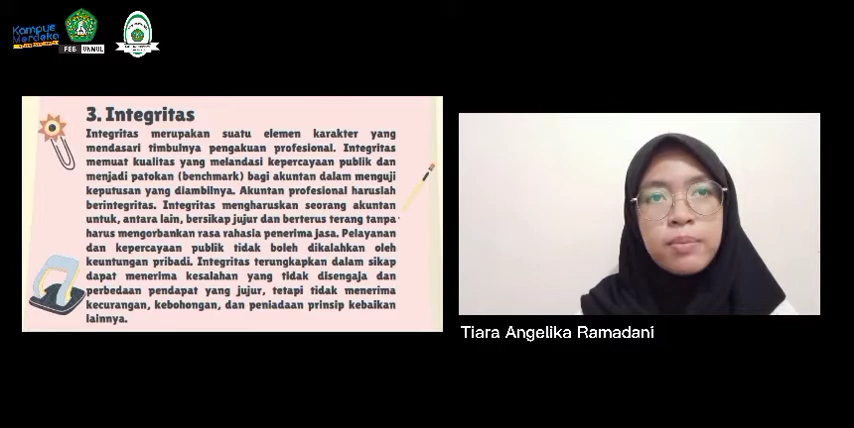 Kampus
Merdeka
FEB UNMUL
3. Integritas
Integritas merupakan suatu elemen karakter yang
mendasari timbulnya pengakuan profesional. Integritas
memuat kualitas yang melandasi kepercayaan publik dan
menjadi patokan (benchmark) bagi akuntan dalam menguji
keputusan yang diambilnya. Akuntan profesional haruslah
berintegritas. Integritas mengharuskan seorang akuntan
untuk, antara lain, bersikap jujur dan berterus terang tanpa
harus mengorbankan rasa rahasia penerima jasa. Pelayanan
dan kepercayaan publik tidak boleh dikalahkan oleh
keuntungan pribadi. Integritas terungkapkan dalam sikap
dapat menerima kesalahan yang tidak disengaja dan
perbedaan pendapat yang jujur, tetapi tidak menerima
kecurangan, kebohongan, dan peniadaan prinsip kebaikan
lainnya.
Tiara Angelika Ramadani